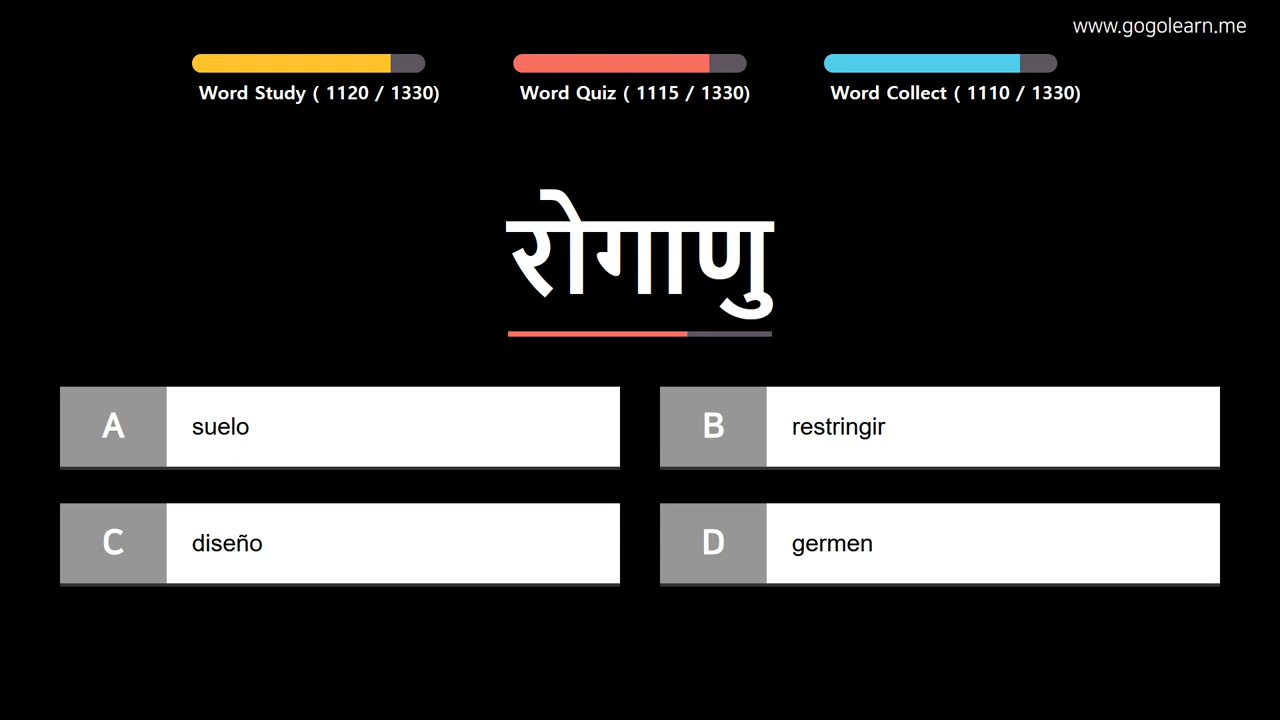 www.gogolearn.me
Word Study ( 1120 / 1330)
Word Quiz ( 1115 / 1330)
Word Collect ( 1110 / 1330)
रोगाणु
A suelo
B restringir
C diseño
D germen